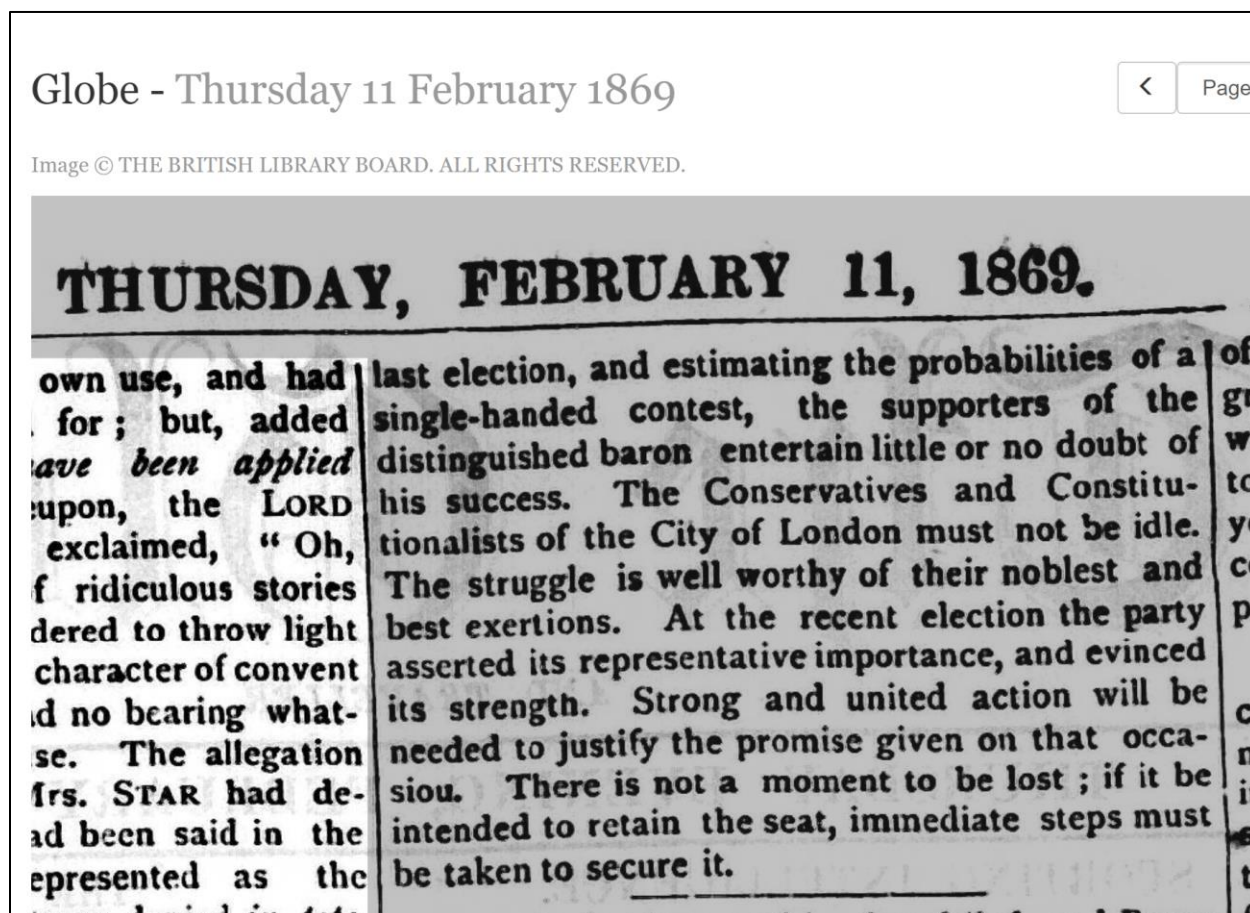 Globe - Thursday 11 February 1869
Page
Image © THE BRITISH LIBRARY BOARD. ALL RIGHTS RESERVED.
THURSDAY, FEBRUARY 11, 1869.
own use, and had
for; but, added
ave been applied
upon, the LORD
exclaimed, “ Oh,
f ridiculous stories
dered to throw light
character of convent
d no bearing what-
se. The allegation
Mrs. STAR had de-
ad been said in the
epresented as the
last election, and estimating the probabilities of a
single-handed contest, the supporters of the
distinguished baron entertain little or no doubt of
his success. The Conservatives and Constitu-
tionalists of the City of London must not be idle.
The struggle is well worthy of their noblest and
best exertions. At the recent election the party
asserted its representative importance, and evinced
its strength. Strong and united action will be
needed to justify the promise given on that occa-
siou. There is not a moment to be lost ; if it be
intended to retain the seat, immediate steps must
be taken to secure it.
of